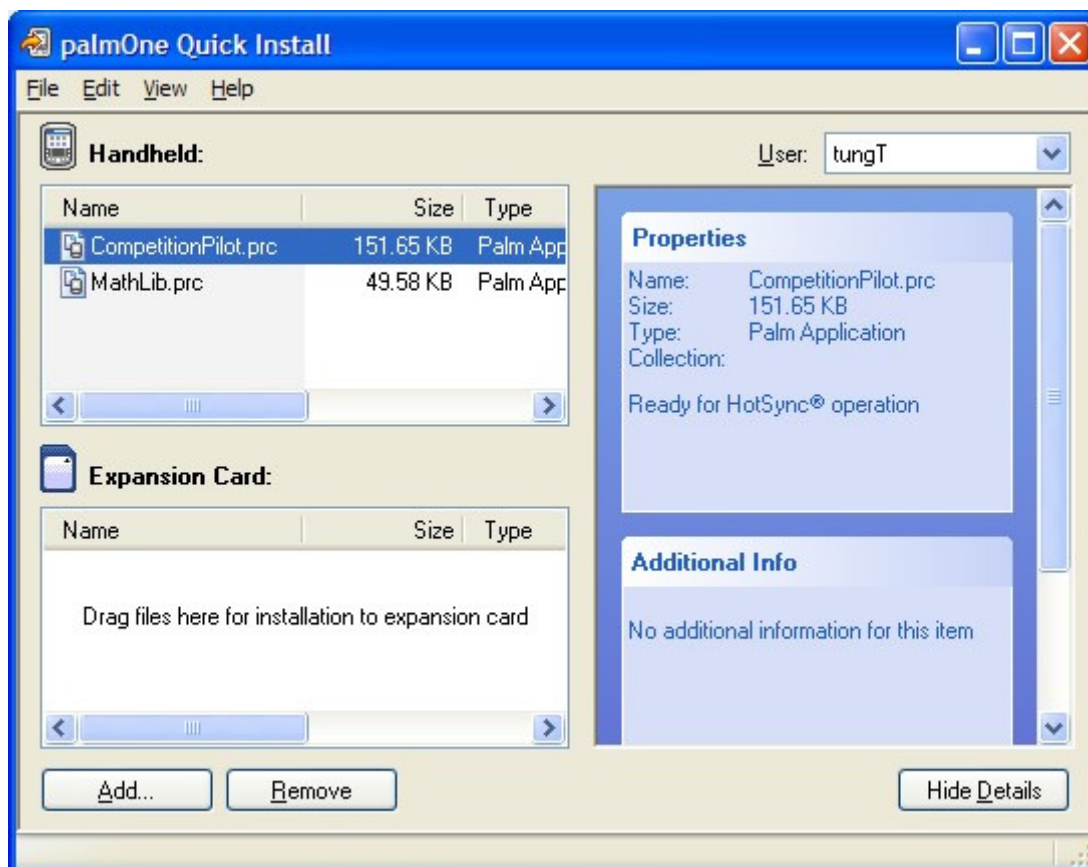 palmOne Quick Install
File Edit View Help
Handheld:
User: tungT
Name Size Type
CompetitionPilot.prc 151.65 KB Palm App
MathLib.prc 49.58 KB Palm App
Expansion Card:
Name Size Type
Drag files here for installation to expansion card
Properties
Name: CompetitionPilot.prc
Size: 151.65 KB
Type: Palm Application
Collection:
Ready for HotSync® operation
Additional Info
No additional information for this item
Add... Remove Hide Details